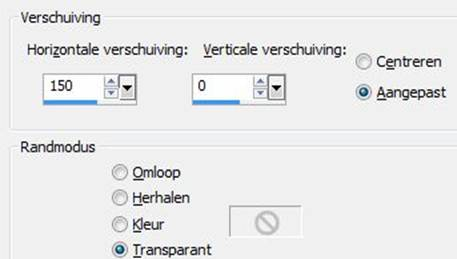 Verschuiving
Horizontale verschuiving: Verticale verschuiving:
150 0
Centreren
Aangepast
Randmodus
Omloop
Herhalen
Kleur
Transparant